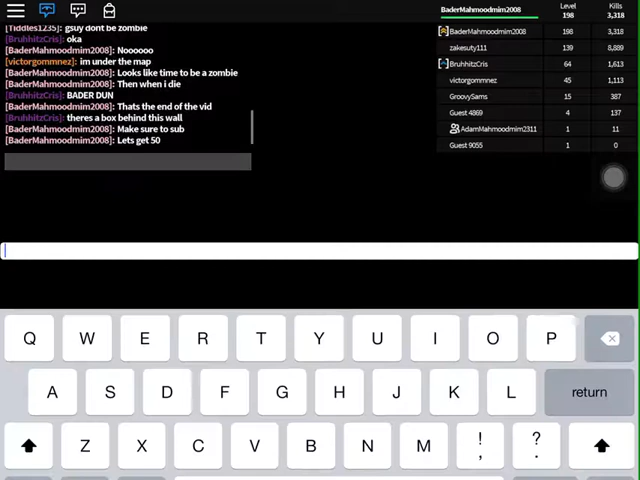 BaderMahmoodmim2008
Level
198
Kills
3,318
[Tiddles1235]: gsuy dont be zombie
[BruhhitzCris]: oka
[BaderMahmoodmim2008]: Noooooo
[victorgommnez]: im under the map
[BaderMahmoodmim2008]: Looks like time to be a zombie
[BaderMahmoodmim2008]: Then when i die
[BruhhitzCris]: BADER DUN
[BaderMahmoodmim2008]: Thats the end of the vid
[BruhhitzCris]: theres a box behind this wall
[BaderMahmoodmim2008]: Make sure to sub
[BaderMahmoodmim2008]: Lets get 50
BaderMahmoodmim2008 198 3,318
zakesuty111 139 8,889
BruhhitzCris 64 1,613
victorgommnez 45 1,113
GroovySams 15 387
Guest 4869 4 137
AdamMahmoodmim2311 1 11
Guest 9055 1 0
Q W E R T Y U I O P
A S D F G H J K L return
Z X C V B N M ! , ? .